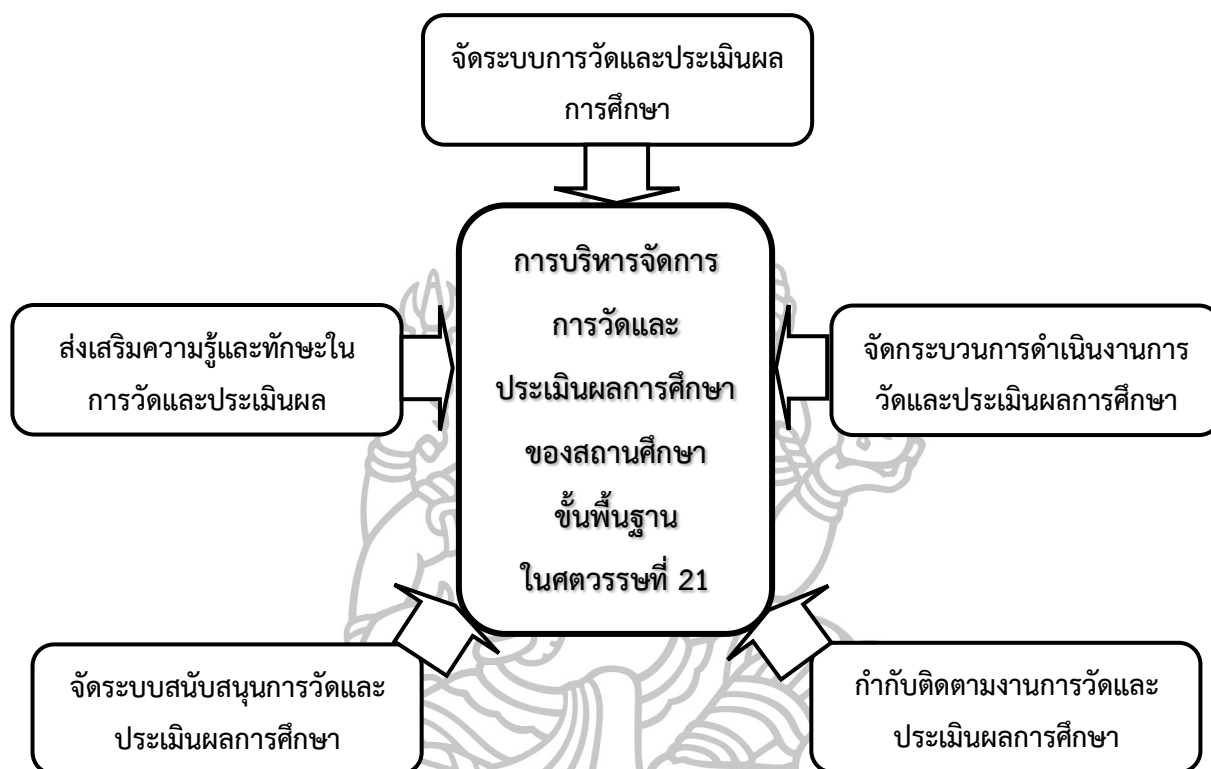 จัดระบบการวัดและประเมินผล
การศึกษา
การบริหารจัดการ
การวัดและ
ประเมินผลการศึกษา
ของสถานศึกษา
ขั้นพื้นฐาน
ในศตวรรษที่ 21
ส่งเสริมความรู้และทักษะใน
การวัดและประเมินผล
จัดกระบวนการดำเนินงานการ
วัดและประเมินผลการศึกษา
จัดระบบสนับสนุนการวัดและ
ประเมินผลการศึกษา
กำกับติดตามงานการวัดและ
ประเมินผลการศึกษา